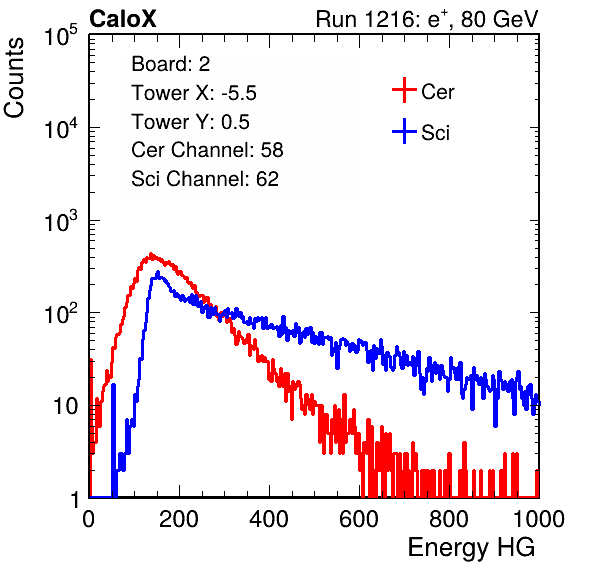 CaloX Run 1216: e⁺, 80 GeV
Counts
Board: 2
Tower X: -5.5
Tower Y: 0.5
Cer Channel: 58
Sci Channel: 62
Cer
Sci
10⁵
10⁴
10³
10²
10
1
0 200 400 600 800 1000
Energy HG